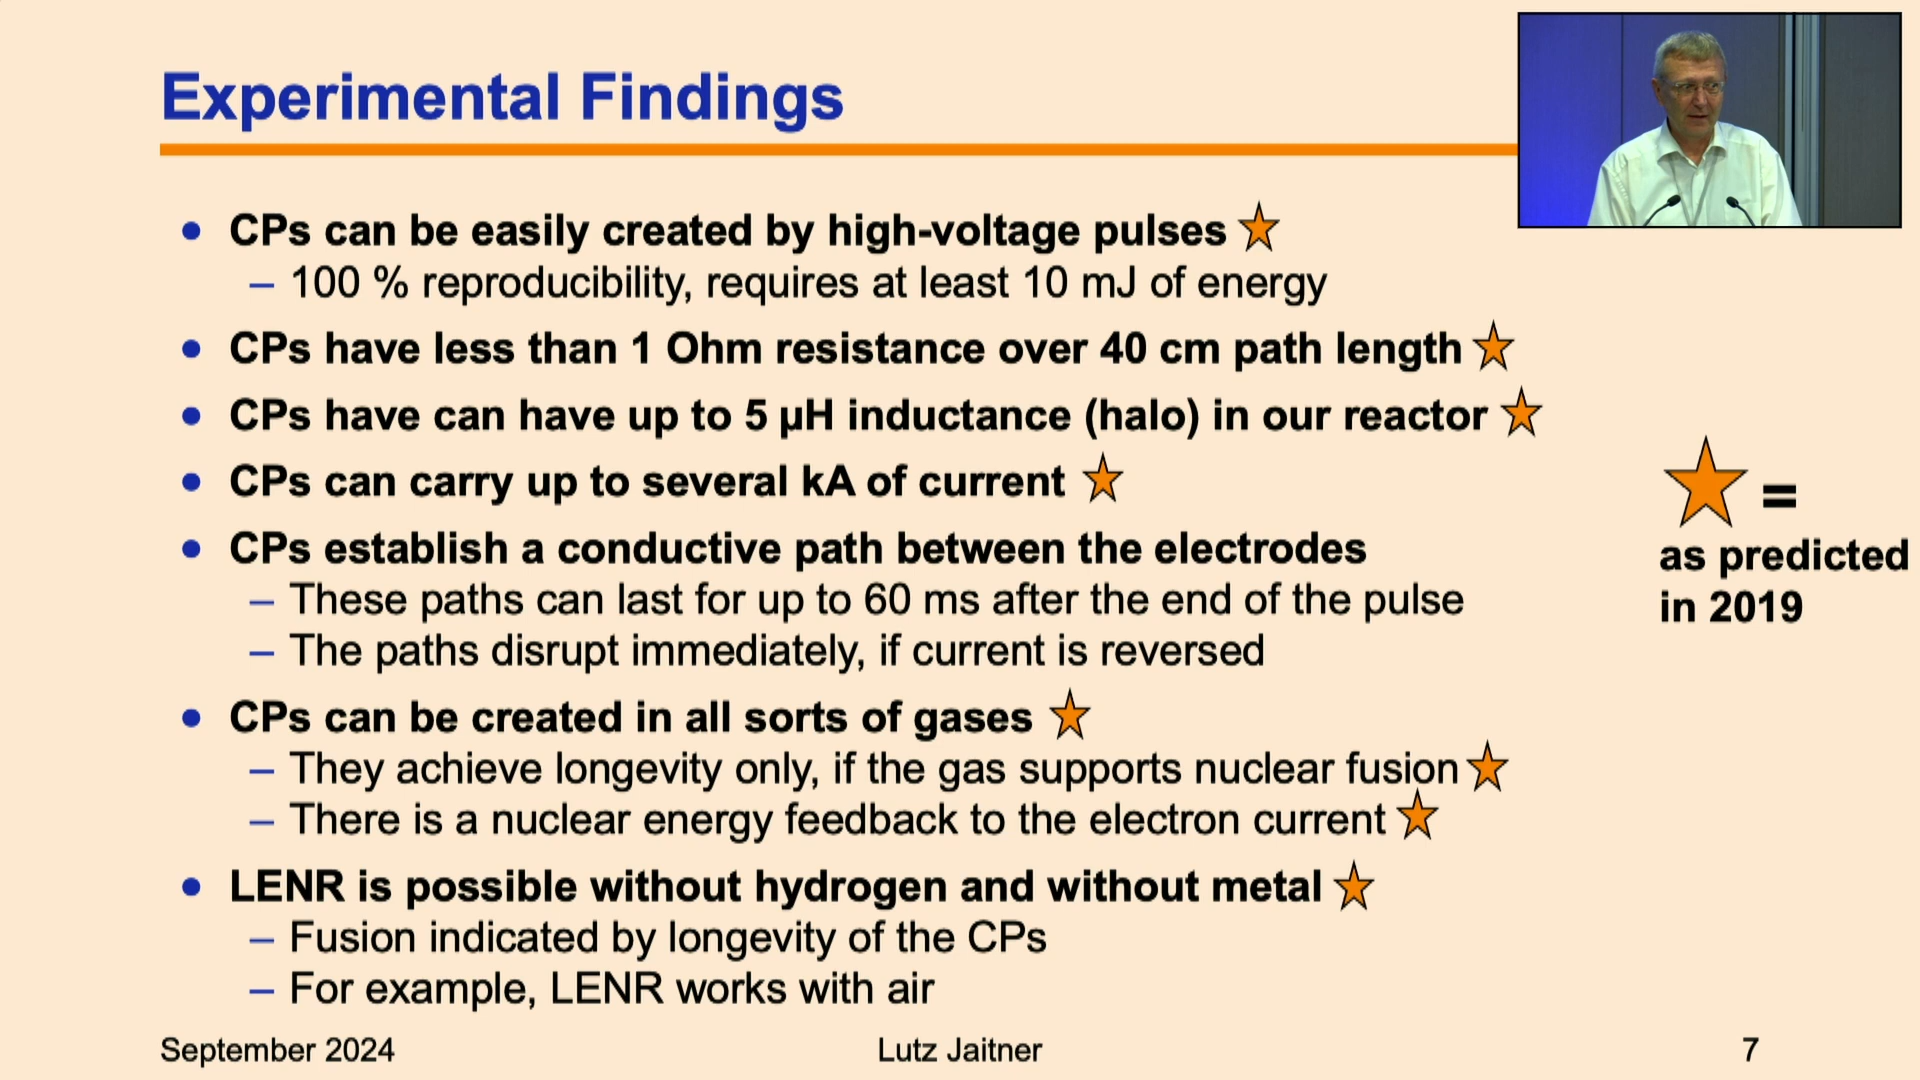 Experimental Findings
• CPs can be easily created by high-voltage pulses
– 100 % reproducibility, requires at least 10 mJ of energy
• CPs have less than 1 Ohm resistance over 40 cm path length
• CPs have can have up to 5 µH inductance (halo) in our reactor
• CPs can carry up to several kA of current
• CPs establish a conductive path between the electrodes
– These paths can last for up to 60 ms after the end of the pulse
– The paths disrupt immediately, if current is reversed
• CPs can be created in all sorts of gases
– They achieve longevity only, if the gas supports nuclear fusion
– There is a nuclear energy feedback to the electron current
• LENR is possible without hydrogen and without metal
– Fusion indicated by longevity of the CPs
– For example, LENR works with air
=
as predicted
in 2019
September 2024
Lutz Jaitner
7